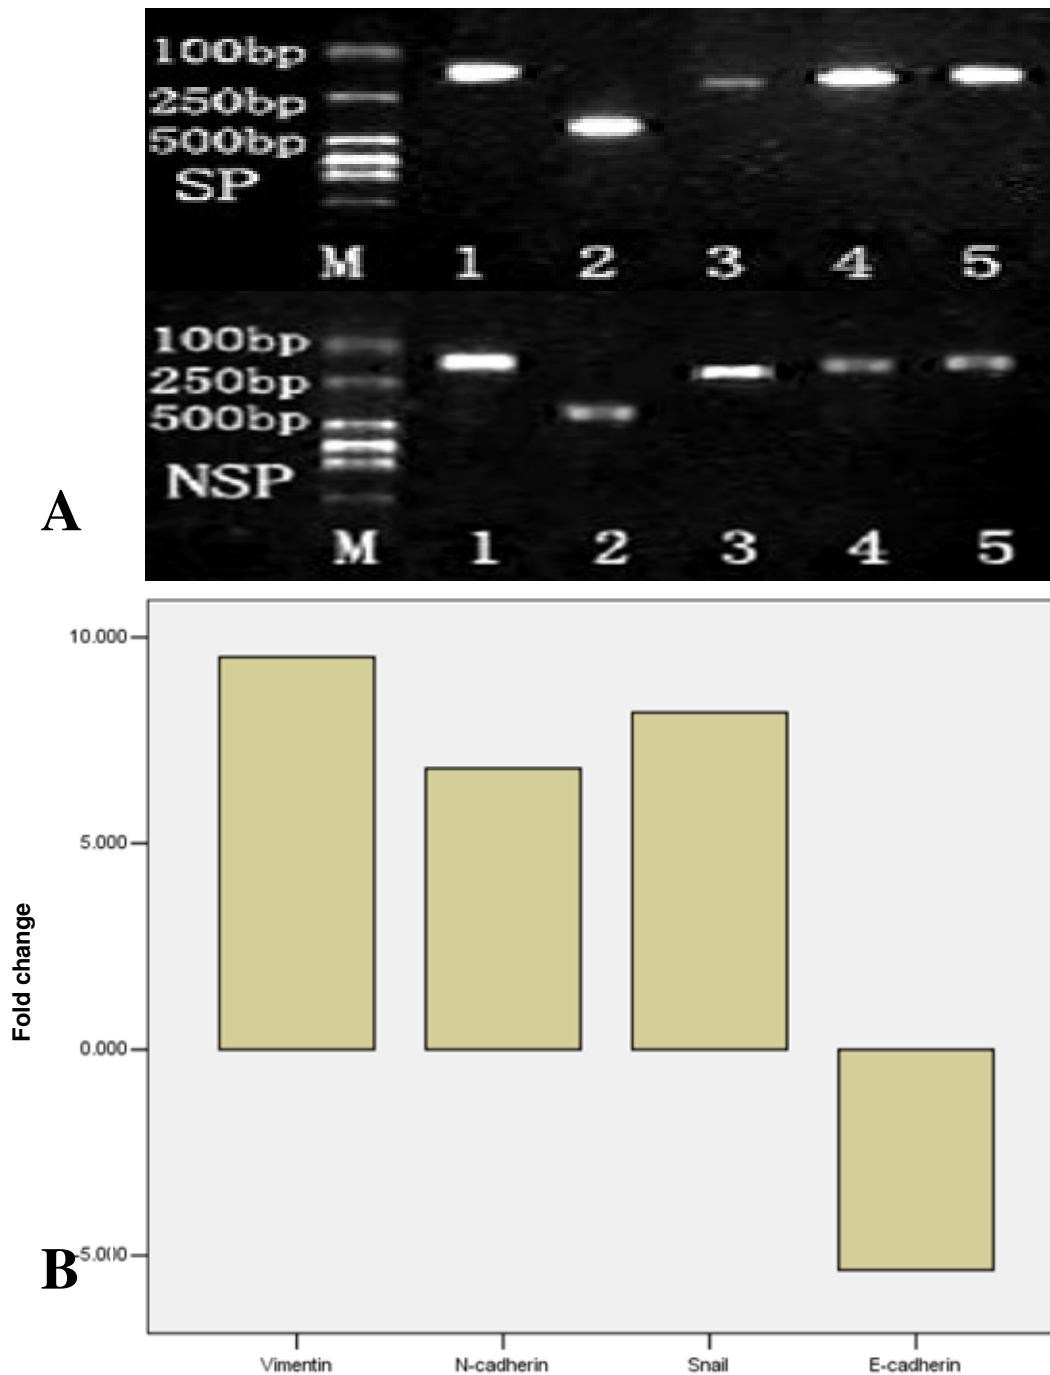 100bp
250bp
500bp
SP
M 1 2 3 4 5
100bp
250bp
500bp
NSP
M 1 2 3 4 5
A
10.000
5.000
Fold change
0.000
-5.000
B
Vimentin N-cadherin Snail E-cadherin